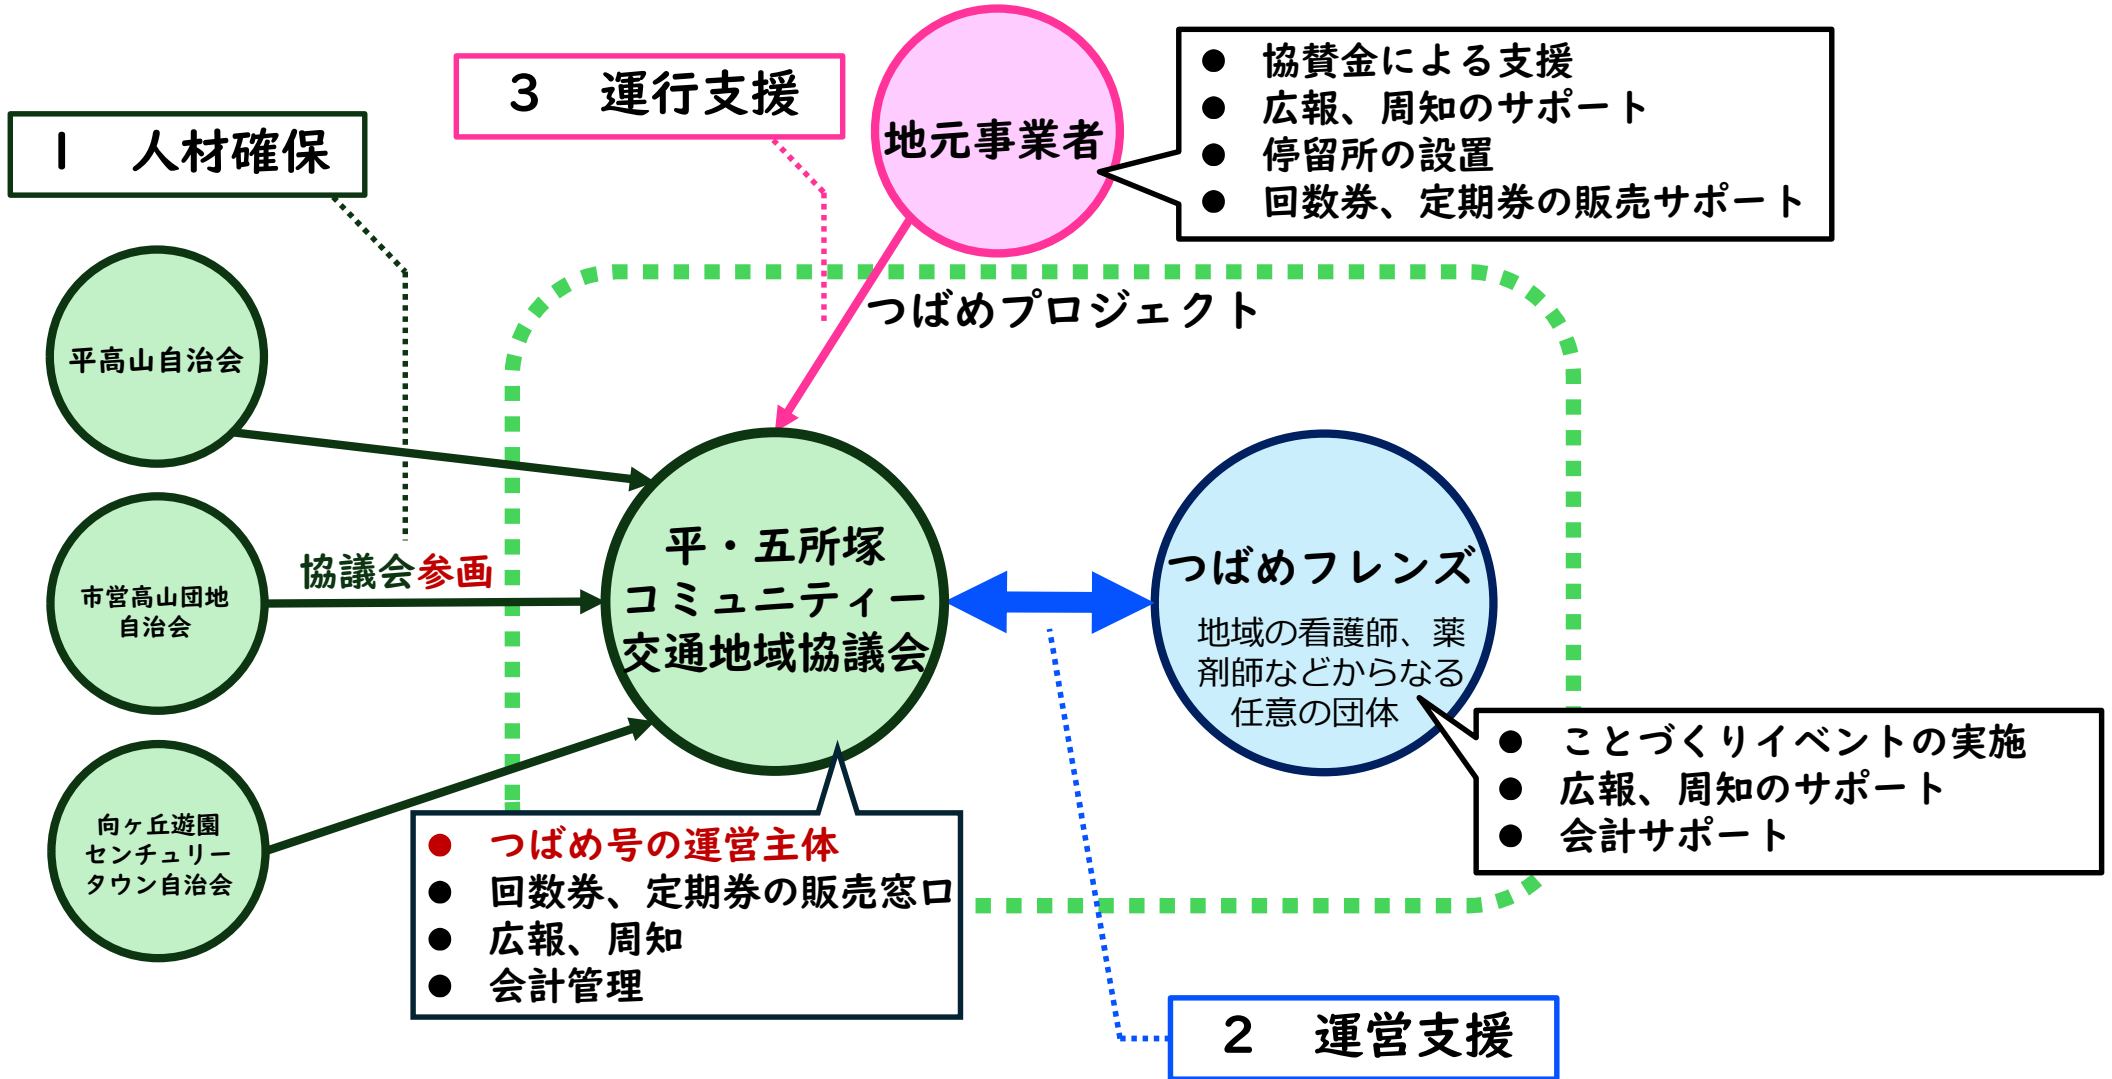 1　人材確保
3　運行支援
地元事業者
● 協賛金による支援
● 広報、周知のサポート
● 停留所の設置
● 回数券、定期券の販売サポート
つばめプロジェクト
平高山自治会
市営高山団地
自治会
向ヶ丘遊園
センチュリー
タウン自治会
協議会参画
平・五所塚
コミュニティー
交通地域協議会
● つばめ号の運営主体
● 回数券、定期券の販売窓口
● 広報、周知
● 会計管理
つばめフレンズ
地域の看護師、薬
剤師などからなる
任意の団体
● ことづくりイベントの実施
● 広報、周知のサポート
● 会計サポート
2　運営支援